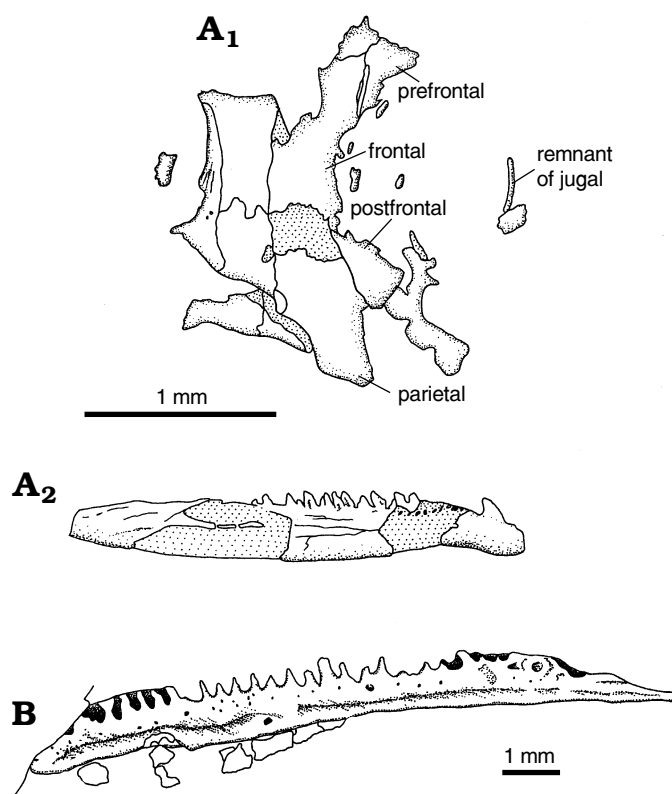 A1
prefrontal
frontal
remnant
of jugal
postfrontal
1 mm
parietal
A2
B
1 mm